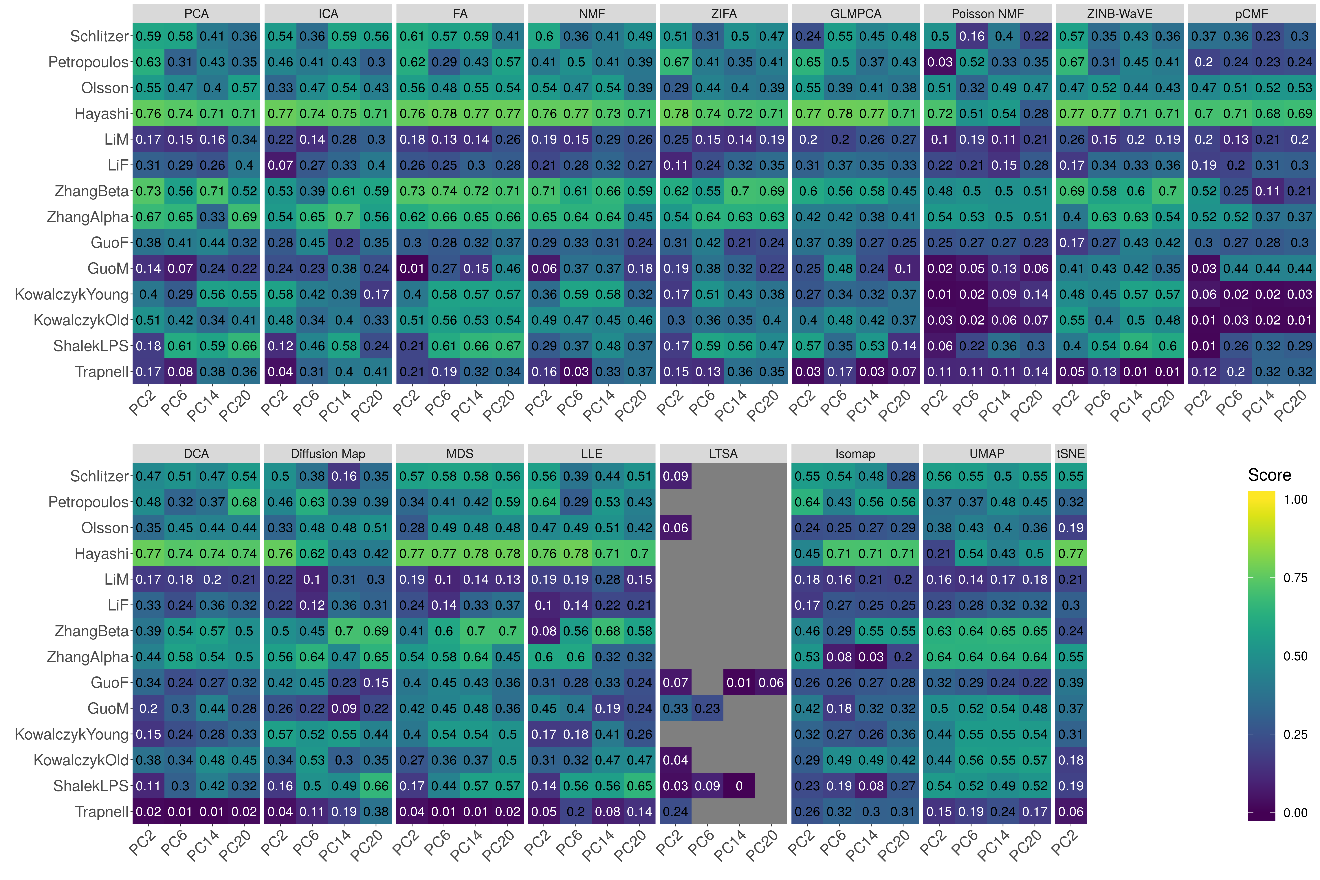 PCA ICA FA NMF ZIFA GLMPCA Poisson NMF ZINB-WaVE pCMF
Schlitzer 0.59 0.58 0.41 0.36 0.54 0.36 0.59 0.56 0.61 0.57 0.59 0.41 0.6 0.36 0.41 0.49 0.51 0.31 0.5 0.47 0.24 0.55 0.45 0.48 0.5 0.16 0.4 0.22 0.57 0.35 0.43 0.36 0.37 0.36 0.23 0.3
Petropoulos 0.63 0.31 0.43 0.35 0.46 0.41 0.43 0.3 0.62 0.29 0.43 0.57 0.41 0.5 0.41 0.39 0.67 0.41 0.35 0.41 0.65 0.5 0.37 0.43 0.03 0.52 0.33 0.35 0.67 0.31 0.45 0.41 0.2 0.24 0.23 0.24
Olsson 0.55 0.47 0.4 0.57 0.33 0.47 0.54 0.43 0.56 0.48 0.55 0.54 0.54 0.47 0.54 0.39 0.29 0.44 0.4 0.39 0.55 0.39 0.41 0.38 0.51 0.32 0.49 0.47 0.47 0.52 0.44 0.43 0.47 0.51 0.52 0.53
Hayashi 0.76 0.74 0.71 0.71 0.77 0.74 0.75 0.71 0.76 0.78 0.77 0.77 0.77 0.77 0.73 0.71 0.78 0.74 0.72 0.71 0.77 0.78 0.77 0.71 0.72 0.51 0.54 0.28 0.77 0.77 0.71 0.71 0.7 0.71 0.68 0.69
LiM 0.17 0.15 0.16 0.34 0.22 0.14 0.28 0.3 0.18 0.13 0.14 0.26 0.19 0.15 0.29 0.26 0.25 0.15 0.14 0.19 0.2 0.2 0.26 0.27 0.1 0.19 0.11 0.21 0.26 0.15 0.2 0.19 0.2 0.13 0.21 0.2
LiF 0.31 0.29 0.26 0.4 0.07 0.27 0.33 0.4 0.26 0.25 0.3 0.28 0.21 0.28 0.32 0.27 0.11 0.24 0.32 0.35 0.31 0.37 0.35 0.33 0.22 0.21 0.15 0.28 0.17 0.34 0.33 0.36 0.19 0.2 0.31 0.3
ZhangBeta 0.73 0.56 0.71 0.52 0.53 0.39 0.61 0.59 0.73 0.74 0.72 0.71 0.71 0.61 0.66 0.59 0.62 0.55 0.7 0.69 0.6 0.56 0.58 0.45 0.48 0.5 0.5 0.51 0.69 0.58 0.6 0.7 0.52 0.25 0.11 0.21
ZhangAlpha 0.67 0.65 0.33 0.69 0.54 0.65 0.7 0.56 0.62 0.66 0.65 0.66 0.65 0.64 0.64 0.45 0.54 0.64 0.63 0.63 0.42 0.42 0.38 0.41 0.54 0.53 0.5 0.51 0.4 0.63 0.63 0.54 0.52 0.52 0.37 0.37
GuoF 0.38 0.41 0.44 0.32 0.28 0.45 0.2 0.35 0.3 0.28 0.32 0.37 0.29 0.33 0.31 0.24 0.31 0.42 0.21 0.24 0.37 0.39 0.27 0.25 0.25 0.27 0.27 0.23 0.17 0.27 0.43 0.42 0.3 0.27 0.28 0.3
GuoM 0.14 0.07 0.24 0.22 0.24 0.23 0.38 0.24 0.01 0.27 0.15 0.46 0.06 0.37 0.37 0.18 0.19 0.38 0.32 0.22 0.25 0.48 0.24 0.1 0.02 0.05 0.13 0.06 0.41 0.43 0.42 0.35 0.03 0.44 0.44 0.44
KowalczykYoung 0.4 0.29 0.56 0.55 0.58 0.42 0.39 0.17 0.4 0.58 0.57 0.57 0.36 0.59 0.58 0.32 0.17 0.51 0.43 0.38 0.27 0.34 0.32 0.37 0.01 0.02 0.09 0.14 0.48 0.45 0.57 0.57 0.06 0.02 0.02 0.03
KowalczykOld 0.51 0.42 0.34 0.41 0.48 0.34 0.4 0.33 0.51 0.56 0.53 0.54 0.49 0.47 0.45 0.46 0.3 0.36 0.35 0.4 0.4 0.48 0.42 0.37 0.03 0.02 0.06 0.07 0.55 0.4 0.5 0.48 0.01 0.03 0.02 0.01
ShalekLPS 0.18 0.61 0.59 0.66 0.12 0.46 0.58 0.24 0.21 0.61 0.66 0.67 0.29 0.37 0.48 0.37 0.17 0.59 0.56 0.47 0.57 0.35 0.53 0.14 0.06 0.22 0.36 0.3 0.4 0.54 0.64 0.6 0.01 0.26 0.32 0.29
Trapnell 0.17 0.08 0.38 0.36 0.04 0.31 0.4 0.41 0.21 0.19 0.32 0.34 0.16 0.03 0.33 0.37 0.15 0.13 0.36 0.35 0.03 0.17 0.03 0.07 0.11 0.11 0.11 0.14 0.05 0.13 0.01 0.01 0.12 0.2 0.32 0.32
PC2 PC6 PC14 PC20 PC2 PC6 PC14 PC20 PC2 PC6 PC14 PC20 PC2 PC6 PC14 PC20 PC2 PC6 PC14 PC20 PC2 PC6 PC14 PC20 PC2 PC6 PC14 PC20 PC2 PC6 PC14 PC20 PC2 PC6 PC14 PC20
DCA Diffusion Map MDS LLE LTSA Isomap UMAP tSNE
Schlitzer 0.47 0.51 0.47 0.54 0.5 0.38 0.16 0.35 0.57 0.58 0.58 0.56 0.56 0.39 0.44 0.51 0.09 0.55 0.54 0.48 0.28 0.56 0.55 0.55 0.55 0.55
Petropoulos 0.48 0.32 0.37 0.68 0.46 0.63 0.39 0.39 0.34 0.41 0.42 0.59 0.64 0.29 0.53 0.43 0.64 0.43 0.56 0.56 0.37 0.37 0.48 0.45 0.32
Olsson 0.35 0.45 0.44 0.44 0.33 0.48 0.48 0.51 0.28 0.49 0.48 0.48 0.47 0.49 0.51 0.42 0.06 0.24 0.25 0.27 0.29 0.38 0.43 0.4 0.36 0.19
Hayashi 0.77 0.74 0.74 0.74 0.76 0.62 0.43 0.42 0.77 0.77 0.78 0.78 0.76 0.78 0.71 0.7 0.45 0.71 0.71 0.71 0.21 0.54 0.43 0.5 0.77
LiM 0.17 0.18 0.2 0.21 0.22 0.1 0.31 0.3 0.19 0.1 0.14 0.13 0.19 0.19 0.28 0.15 0.18 0.16 0.21 0.2 0.16 0.14 0.17 0.18 0.21
LiF 0.33 0.24 0.36 0.32 0.22 0.12 0.36 0.31 0.24 0.14 0.33 0.37 0.1 0.14 0.22 0.21 0.17 0.27 0.25 0.25 0.23 0.28 0.32 0.32 0.3
ZhangBeta 0.39 0.54 0.57 0.5 0.5 0.45 0.7 0.69 0.41 0.6 0.7 0.7 0.08 0.56 0.68 0.58 0.46 0.29 0.55 0.55 0.63 0.64 0.65 0.65 0.24
ZhangAlpha 0.44 0.58 0.54 0.5 0.56 0.64 0.47 0.65 0.54 0.58 0.64 0.45 0.6 0.6 0.32 0.32 0.53 0.08 0.03 0.2 0.64 0.64 0.64 0.64 0.55
GuoF 0.34 0.24 0.27 0.32 0.42 0.45 0.23 0.15 0.4 0.45 0.43 0.36 0.31 0.28 0.33 0.24 0.07 0.01 0.06 0.26 0.26 0.27 0.28 0.32 0.29 0.24 0.22 0.39
GuoM 0.2 0.3 0.44 0.28 0.26 0.22 0.09 0.22 0.42 0.45 0.48 0.36 0.45 0.4 0.19 0.24 0.33 0.23 0.42 0.18 0.32 0.32 0.5 0.52 0.54 0.48 0.37
KowalczykYoung 0.15 0.24 0.28 0.33 0.57 0.52 0.55 0.44 0.4 0.54 0.54 0.5 0.17 0.18 0.41 0.26 0.32 0.27 0.26 0.36 0.44 0.55 0.55 0.54 0.31
KowalczykOld 0.38 0.34 0.48 0.45 0.34 0.53 0.3 0.35 0.27 0.36 0.37 0.5 0.31 0.32 0.47 0.47 0.04 0.29 0.49 0.49 0.42 0.44 0.56 0.55 0.57 0.18
ShalekLPS 0.11 0.3 0.42 0.32 0.16 0.5 0.49 0.66 0.17 0.44 0.57 0.57 0.14 0.56 0.56 0.65 0.03 0.09 0 0.23 0.19 0.08 0.27 0.54 0.52 0.57 0.52 0.19
Trapnell 0.02 0.01 0.01 0.02 0.04 0.11 0.19 0.38 0.04 0.01 0.01 0.02 0.05 0.2 0.08 0.14 0.24 0.26 0.32 0.3 0.31 0.15 0.19 0.24 0.17 0.06
PC2 PC6 PC14 PC20 PC2 PC6 PC14 PC20 PC2 PC6 PC14 PC20 PC2 PC6 PC14 PC20 PC2 PC6 PC14 PC20 PC2 PC6 PC14 PC20 PC2 PC6 PC14 PC20 PC2
Score
1.00
0.75
0.50
0.25
0.00